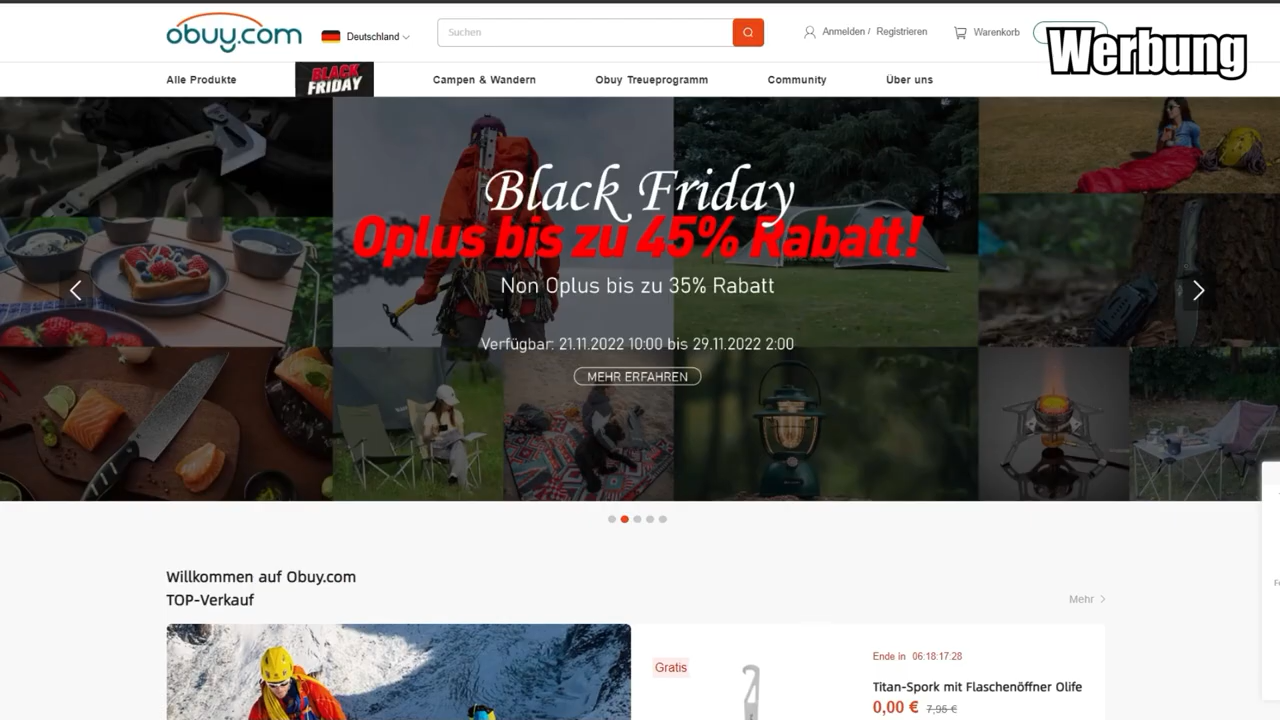 obuy.com
Deutschland
Suchen
Anmelden / Registrieren
Warenkorb
Werbung
Alle Produkte
BLACK FRIDAY
Campen & Wandern
Obuy Treueprogramm
Community
Über uns
Black Friday
Oplus bis zu 45% Rabatt!
Non Oplus bis zu 35% Rabatt
Verfügbar: 21.11.2022 10:00 bis 29.11.2022 2:00
MEHR ERFAHREN
Willkommen auf Obuy.com
TOP-Verkauf
Mehr
Gratis
Ende in 06:18:17:28
Titan-Spork mit Flaschenöffner Olife
0,00 € 7,95 €